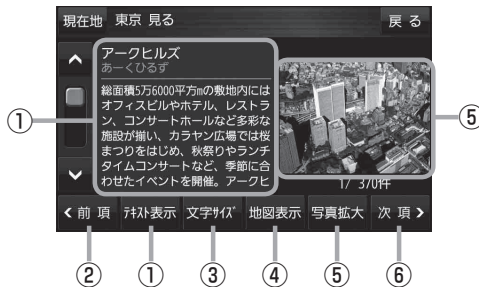 現在地 東京 見る 戻 る
アークヒルズ
あーくひるず
総面積5万6000平方mの敷地内には
オフィスビルやホテル、レストラ
ン、コンサートホールなど多彩な
施設が揃い、カラヤン広場では桜
まつりをはじめ、秋祭りやランチ
タイムコンサートなど、季節に合
わせたイベントを開催。アークヒ
① ⑤
1/ 370件
前 項 ﾃｷｽﾄ表示 文字ｻｲｽﾞ 地図表示 写真拡大 次 項
② ① ③ ④ ⑤ ⑥